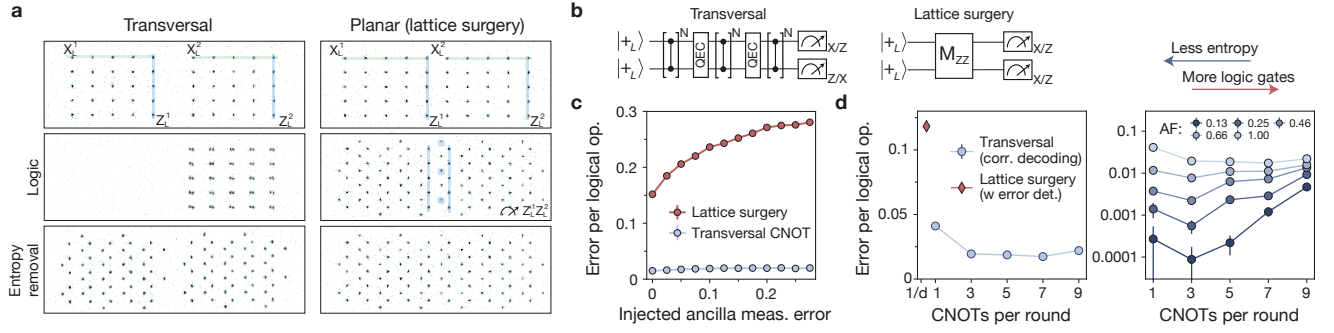 a
Transversal
Planar (lattice surgery)
X_L^1
X_L^2
Z_L^1
Z_L^2
X_L^1
X_L^2
Z_L^1
Z_L^2
Logic
Z_L^1Z_L^2
Entropy
removal
b
Transversal
Lattice surgery
|+_L⟩
|+_L⟩
N
QEC
N
QEC
N
X/Z
Z/X
|+_L⟩
|+_L⟩
M_ZZ
X/Z
X/Z
Less entropy
More logic gates
c
Error per logical op.
0.3
0.2
0.1
0
Lattice surgery
Transversal CNOT
0
0.1
0.2
Injected ancilla meas. error
d
Error per logical op.
0.1
0.05
0
Transversal
(corr. decoding)
Lattice surgery
(w error det.)
1/d
1
3
5
7
9
CNOTs per round
AF:
0.13
0.25
0.46
0.66
1.00
0.1
0.01
0.001
0.0001
1
3
5
7
9
CNOTs per round